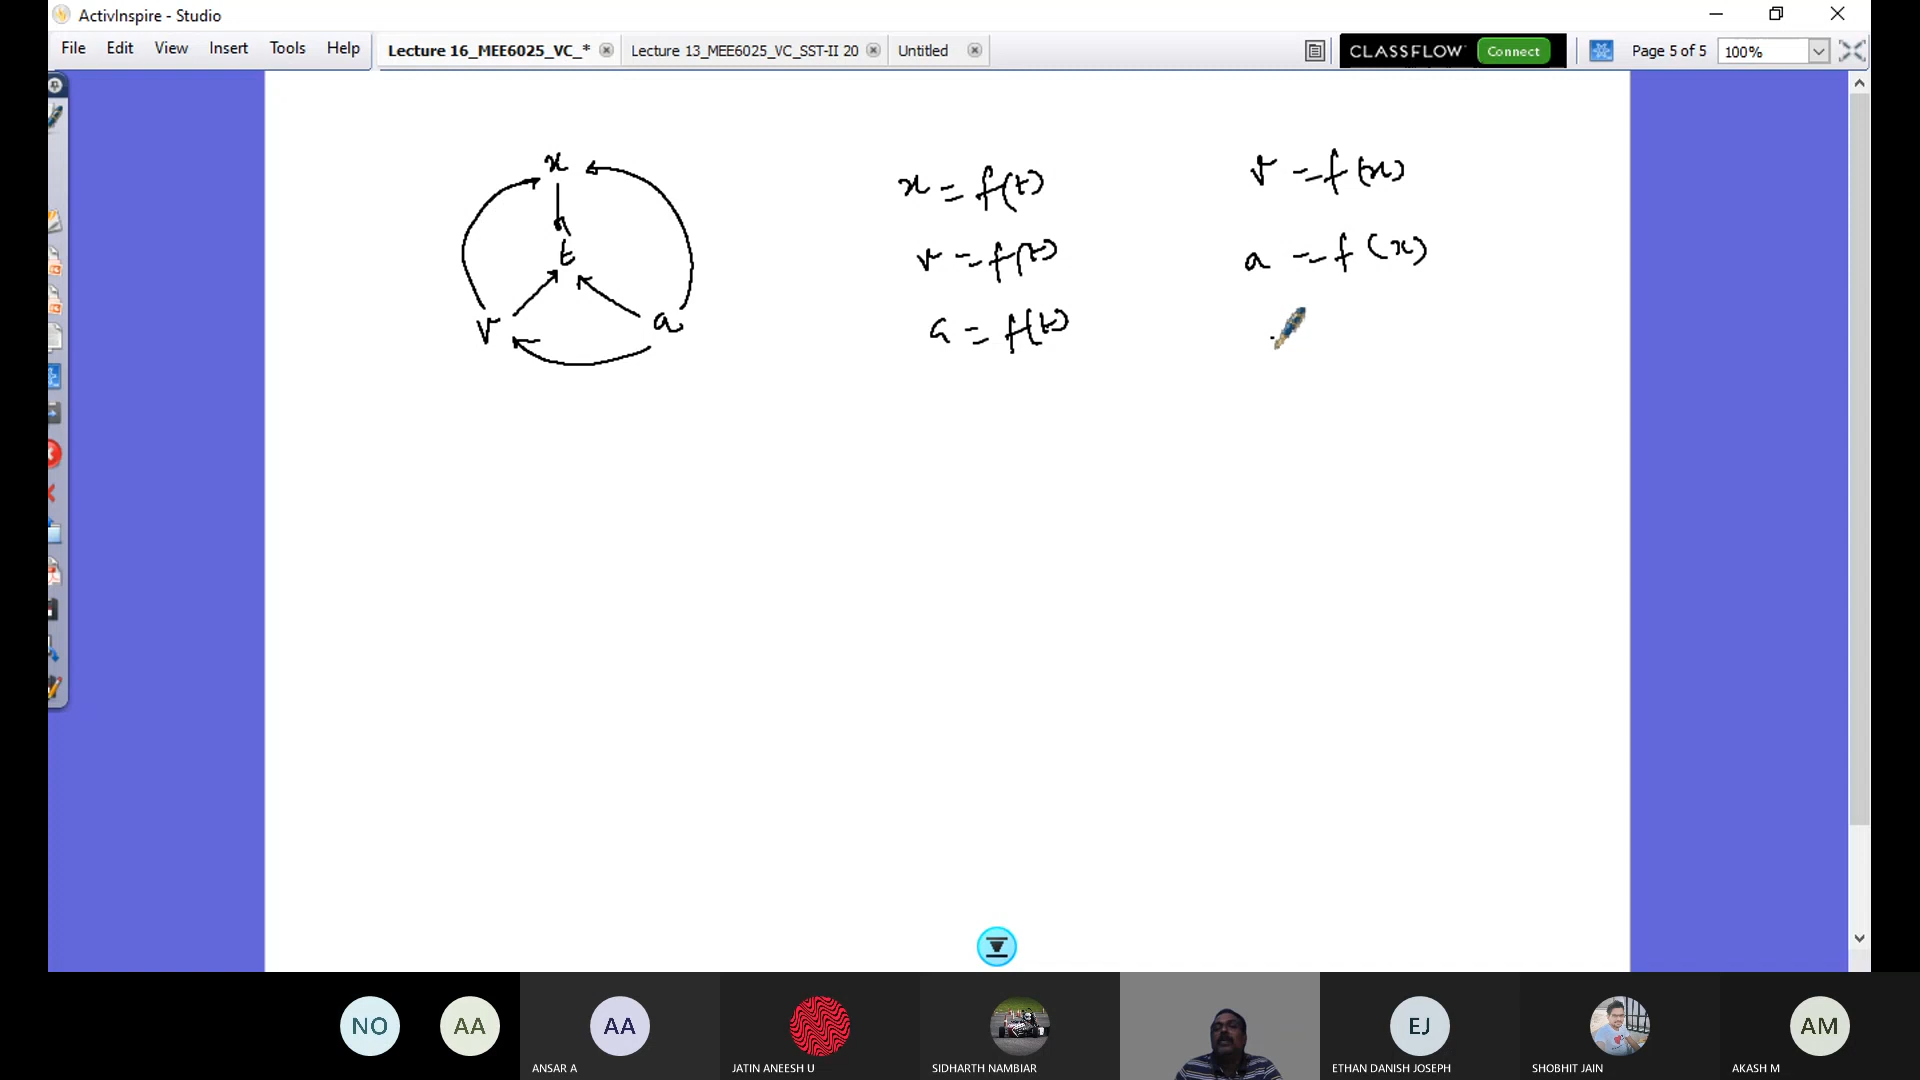 ActivInspire - Studio
File Edit View Insert Tools Help
Lecture 16_MEE6025_VC_ *
Lecture 13_MEE6025_VC_SST-II 20
Untitled
CLASSFLOW Connect
Page 5 of 5
100%
x
t
v
a
x = f(t)
v = f(t)
a = f(t)
v = f(x)
a = f(x)
NO
AA
AA
EJ
AM
ANSAR A
JATIN ANEESH U
SIDHARTH NAMBIAR
ETHAN DANISH JOSEPH
SHOBHIT JAIN
AKASH M